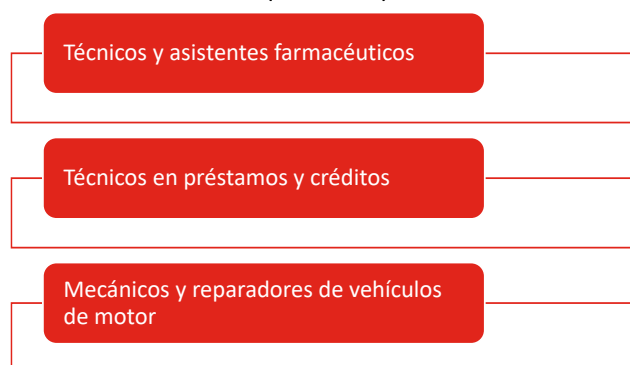 Técnicos y asistentes farmacéuticos
Técnicos en préstamos y créditos
Mecánicos y reparadores de vehículos
de motor